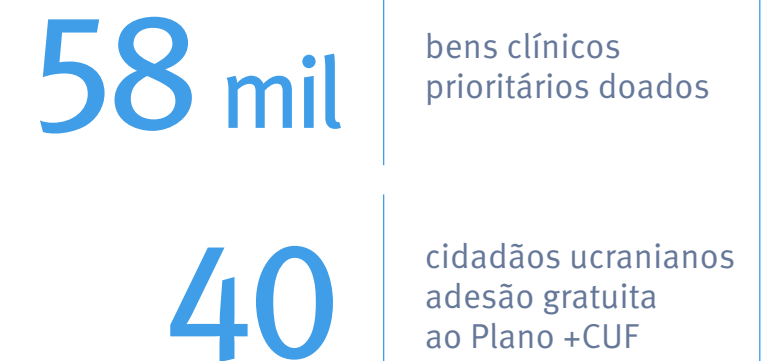 58 mil
bens clínicos
prioritários doados
40
cidadãos ucranianos
adesão gratuita
ao Plano +CUF